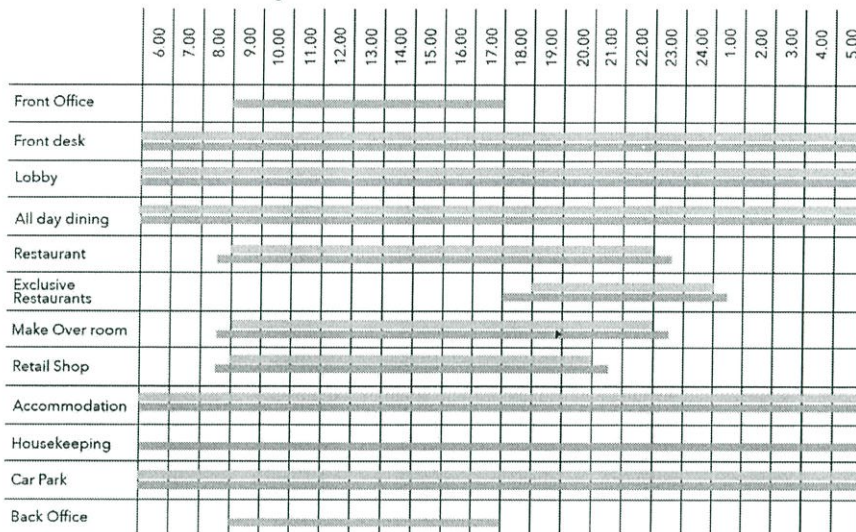 6.00 7.00 8.00 9.00 10.00 11.00 12.00 13.00 14.00 15.00 16.00 17.00 18.00 19.00 20.00 21.00 22.00 23.00 24.00 1.00 2.00 3.00 4.00 5.00
Front Office
Front desk
Lobby
All day dining
Restaurant
Exclusive
Restaurants
Make Over room
Retail Shop
Accommodation
Housekeeping
Car Park
Back Office